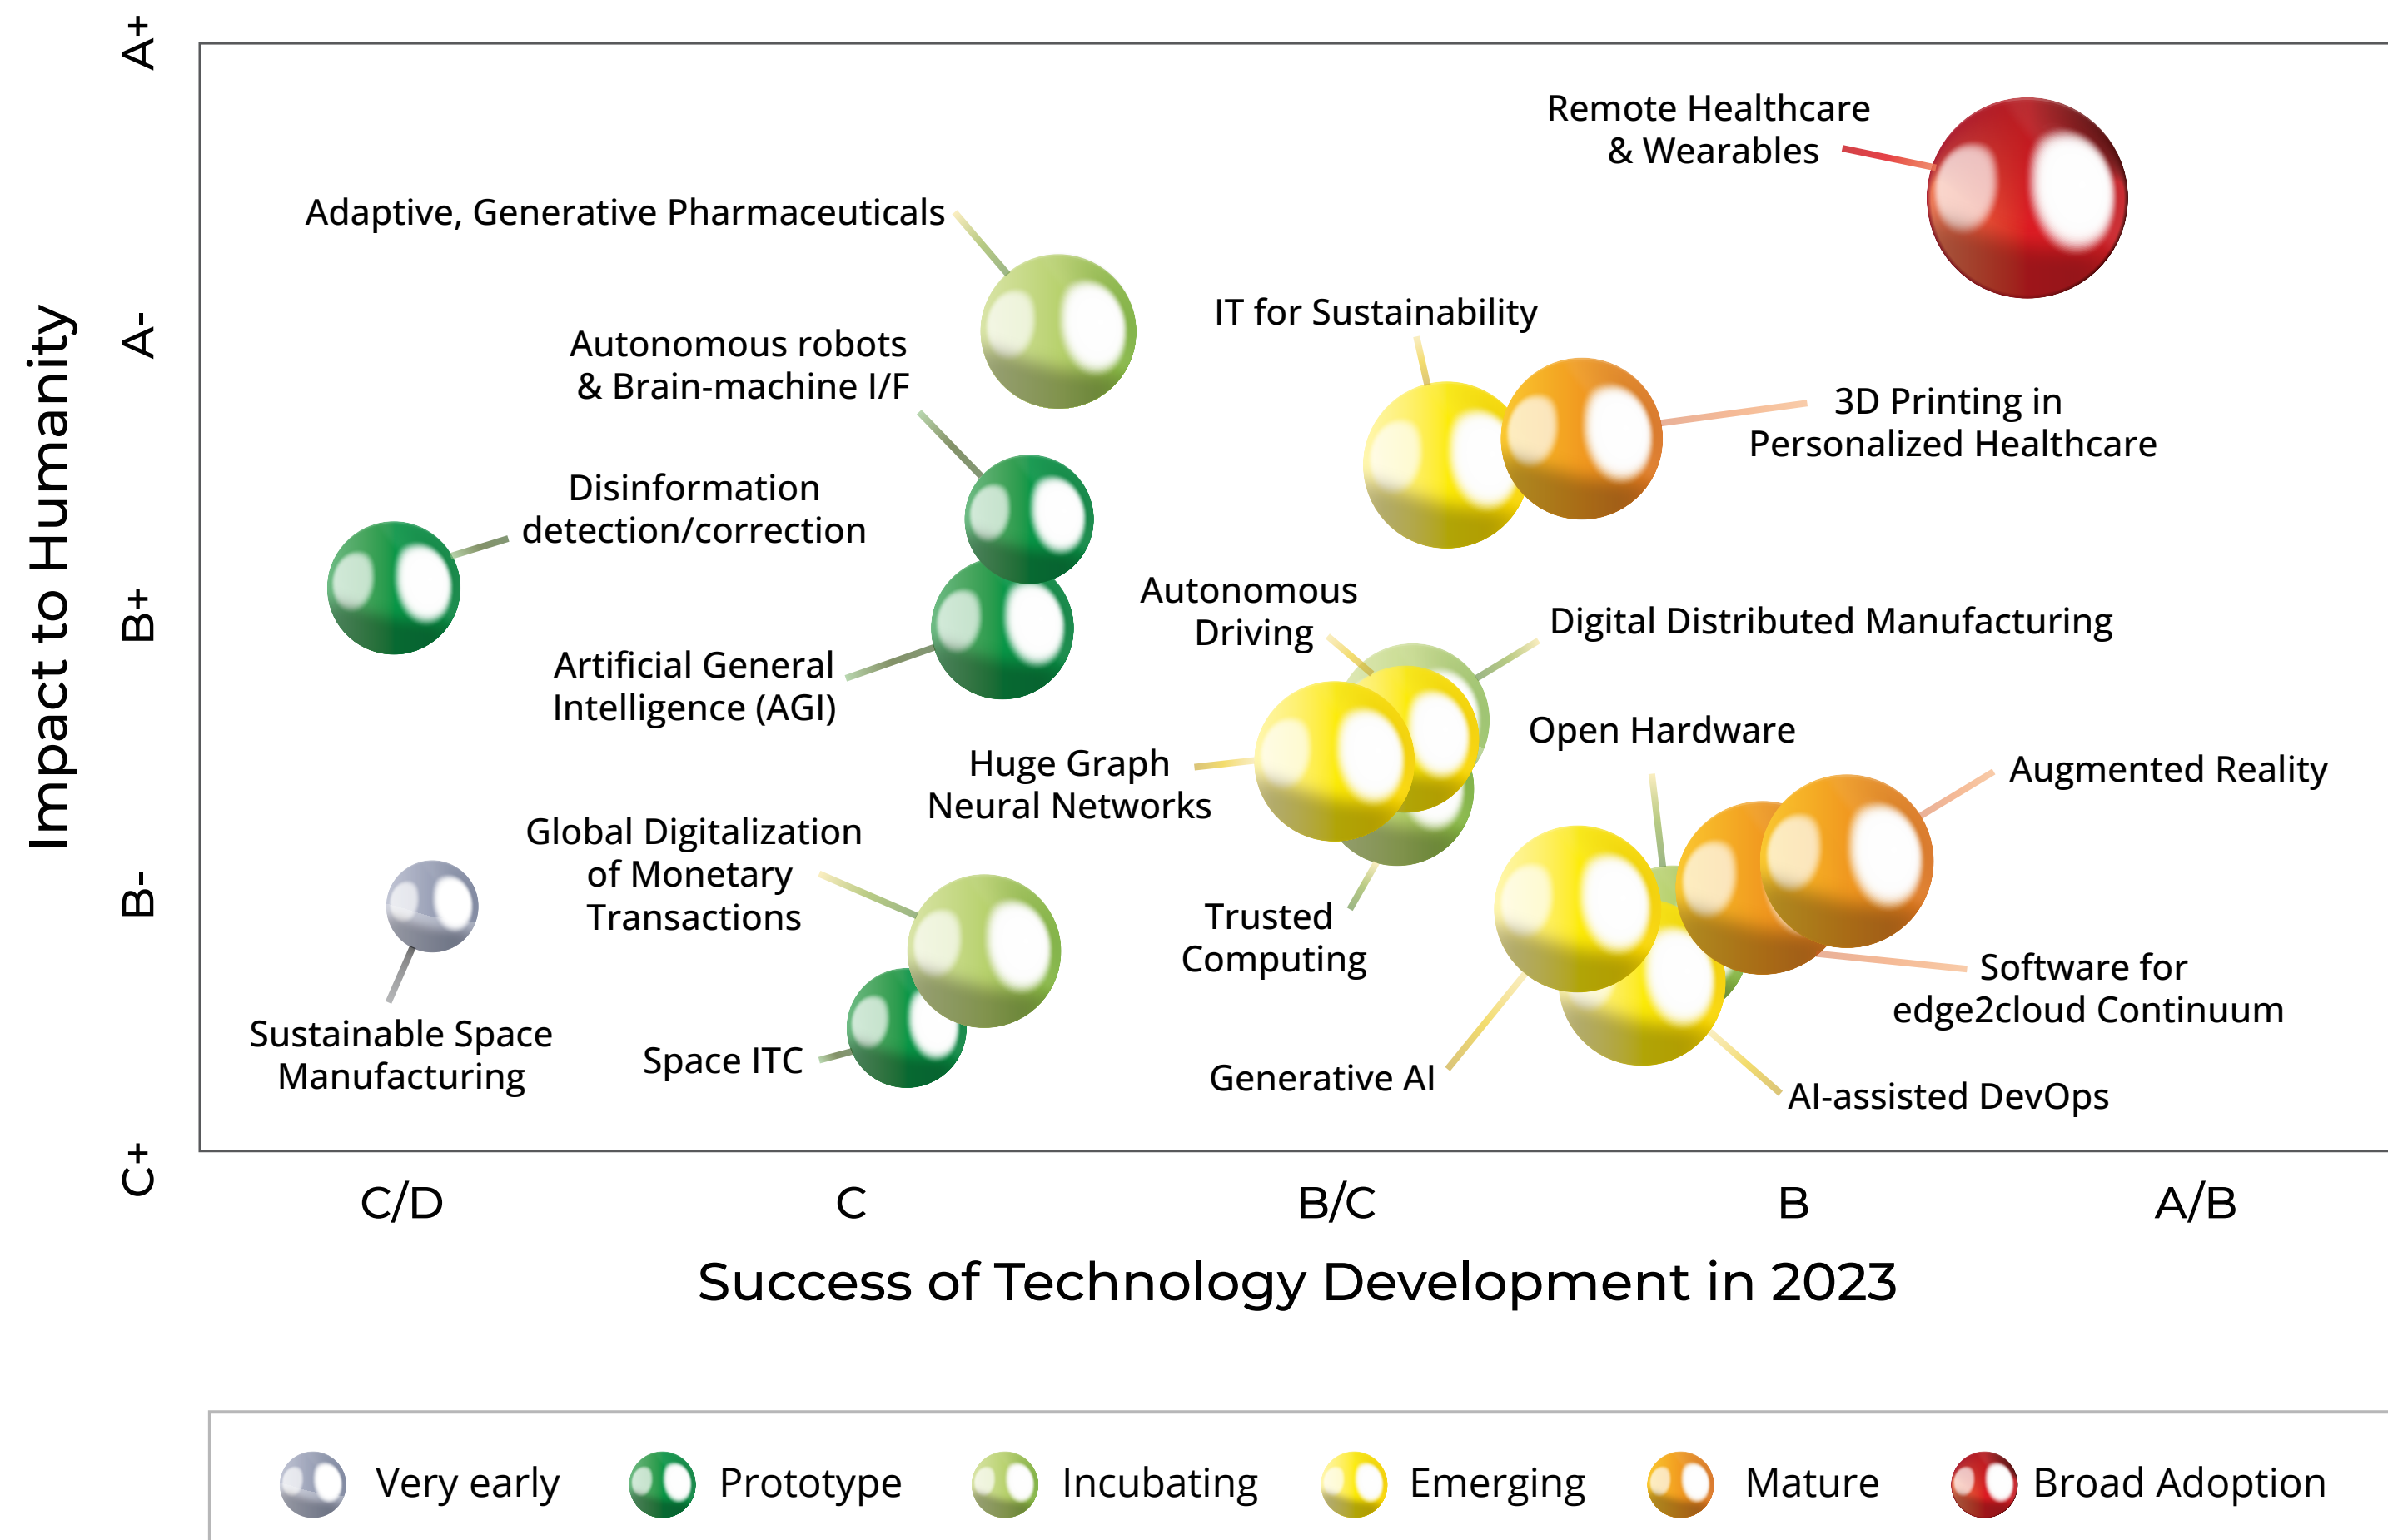 A+
A-
B+
B-
C+
Impact to Humanity
Remote Healthcare
& Wearables
Adaptive, Generative Pharmaceuticals
IT for Sustainability
Autonomous robots
& Brain-machine I/F
3D Printing in
Personalized Healthcare
Disinformation
detection/correction
Autonomous
Driving
Digital Distributed Manufacturing
Artificial General
Intelligence (AGI)
Open Hardware
Huge Graph
Neural Networks
Augmented Reality
Global Digitalization
of Monetary
Transactions
Trusted
Computing
Software for
edge2cloud Continuum
Sustainable Space
Manufacturing
Space ITC
Generative AI
AI-assisted DevOps
C/D
C
B/C
B
A/B
Success of Technology Development in 2023
Very early
Prototype
Incubating
Emerging
Mature
Broad Adoption